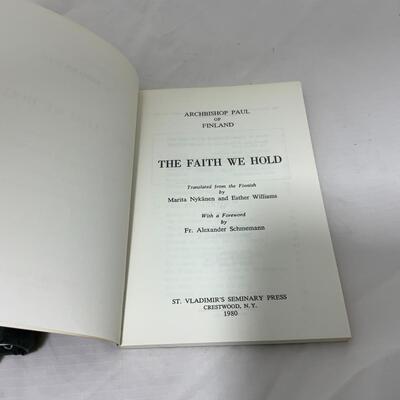 ARCHBISHOP PAUL
OF
FINLAND
THE FAITH WE HOLD
Translated from the Finnish
by
Marita Nykänen and Esther Williams
With a Foreword
by
Fr. Alexander Schmemann
ST. VLADIMIR'S SEMINARY PRESS
CRESTWOOD, N.Y.
1980